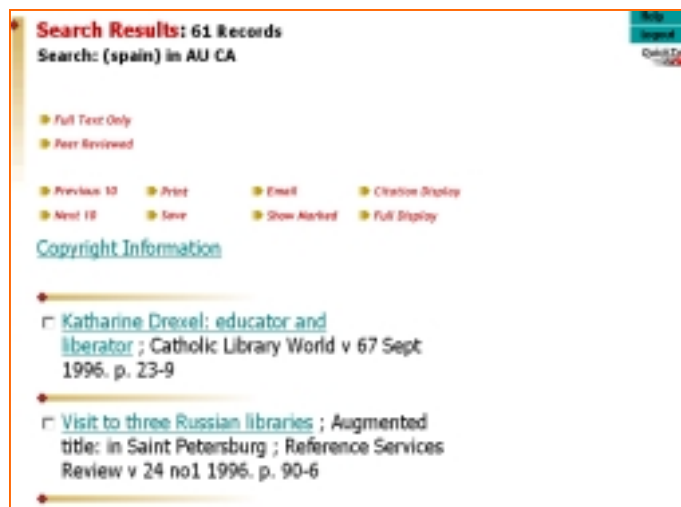 Search Results: 61 Records
Search: (spain) in AU CA
Help
Logout
Full Text Only
Peer Reviewed
Previous 10 Print Email Citation Display
Next 10 Save Show Marked Full Display
Copyright Information
Katharine Drexel: educator and
liberator ; Catholic Library World v 67 Sept
1996. p. 23-9
Visit to three Russian libraries ; Augmented
title: in Saint Petersburg ; Reference Services
Review v 24 no1 1996. p. 90-6